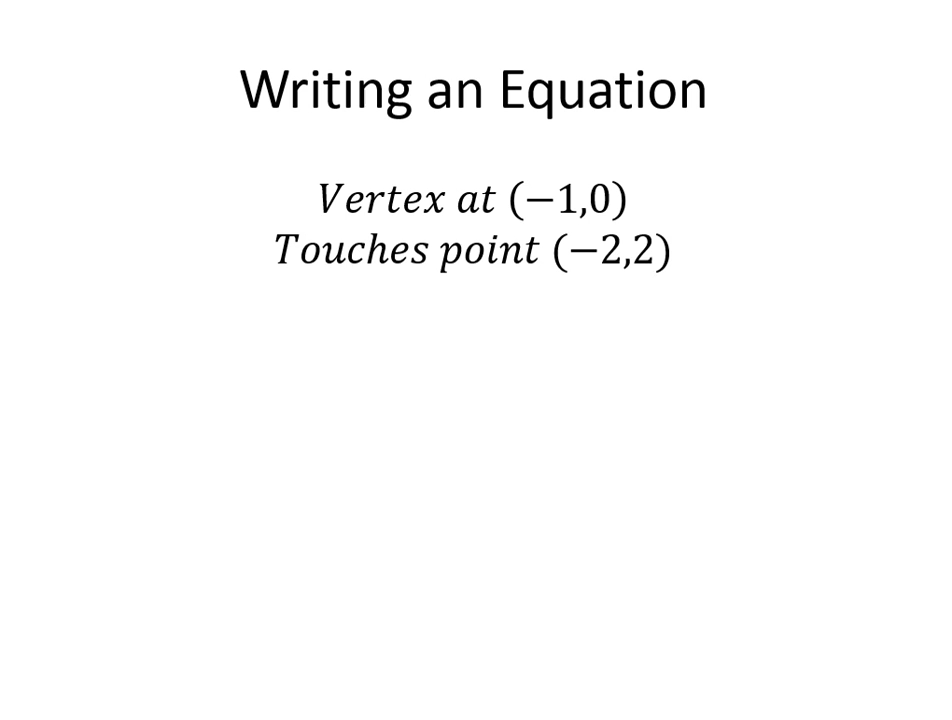 Writing an Equation
Vertex at (−1,0)
Touches point (−2,2)